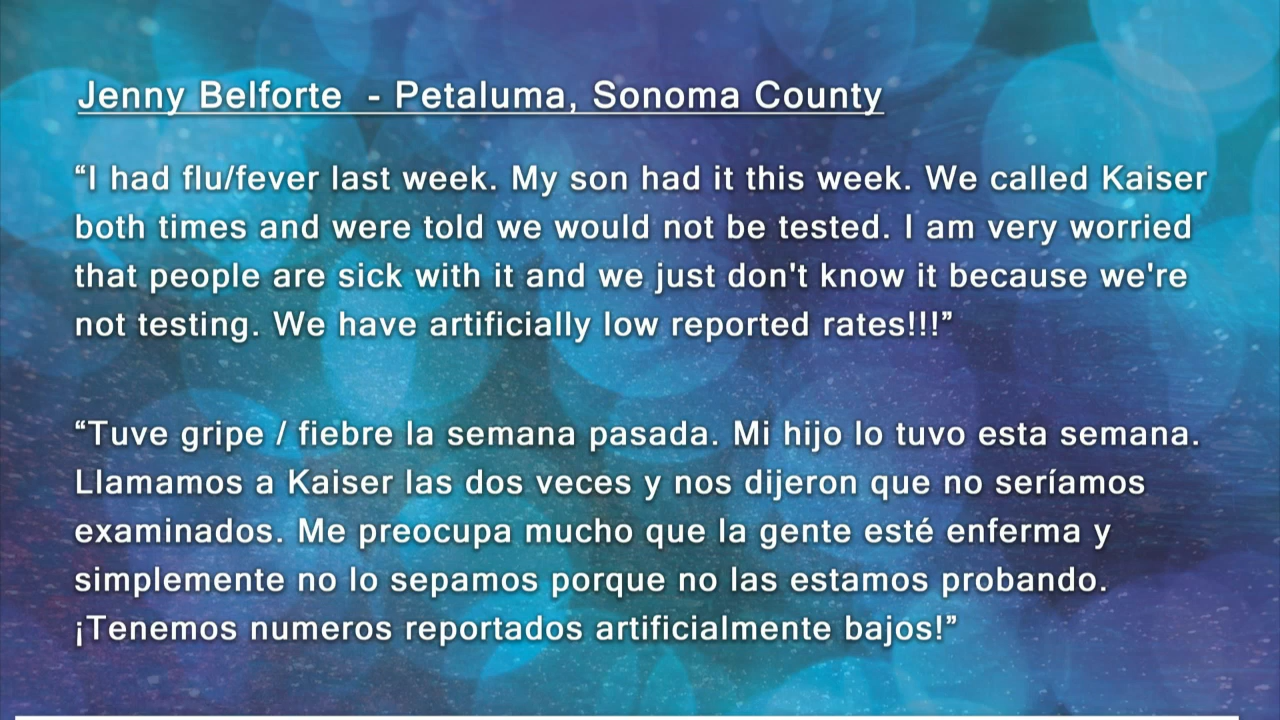 Jenny Belforte - Petaluma, Sonoma County
“I had flu/fever last week. My son had it this week. We called Kaiser
both times and were told we would not be tested. I am very worried
that people are sick with it and we just don't know it because we're
not testing. We have artificially low reported rates!!!”
“Tuve gripe / fiebre la semana pasada. Mi hijo lo tuvo esta semana.
Llamamos a Kaiser las dos veces y nos dijeron que no seríamos
examinados. Me preocupa mucho que la gente esté enferma y
simplemente no lo sepamos porque no las estamos probando.
¡Tenemos numeros reportados artificialmente bajos!”